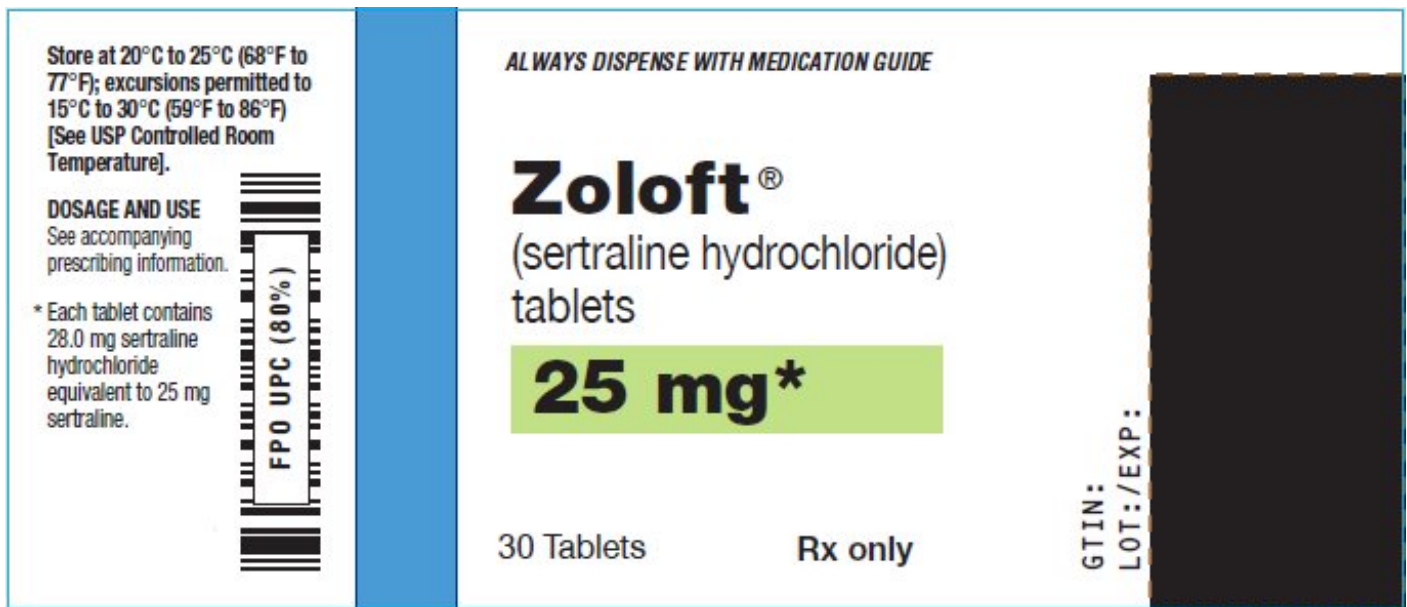 Store at 20°C to 25°C (68°F to
77°F); excursions permitted to
15°C to 30°C (59°F to 86°F)
[See USP Controlled Room
Temperature].
DOSAGE AND USE
See accompanying
prescribing information.
* Each tablet contains
28.0 mg sertraline
hydrochloride
equivalent to 25 mg
sertraline.
FPO UPC (80%)
ALWAYS DISPENSE WITH MEDICATION GUIDE
Zoloft®
(sertraline hydrochloride)
tablets
25 mg*
30 Tablets Rx only
GTIN:
LOT:/EXP: